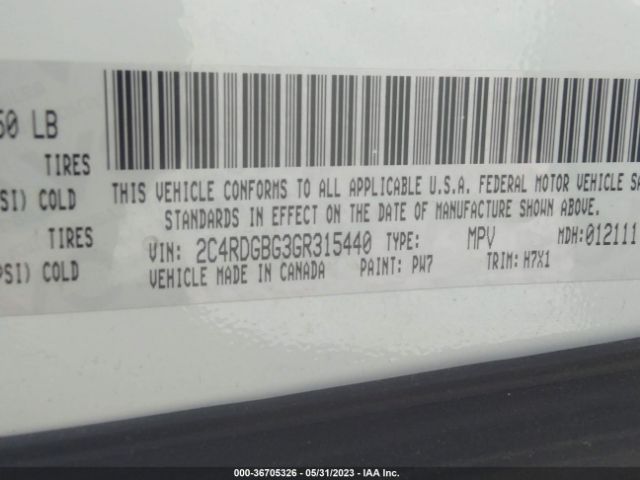 50 LB
TIRES
SI) COLD
TIRES
PSI) COLD
THIS VEHICLE CONFORMS TO ALL APPLICABLE U.S.A. FEDERAL MOTOR VEHICLE SA
STANDARDS IN EFFECT ON THE DATE OF MANUFACTURE SHOWN ABOVE.
VIN: 2C4RDGBG3GR315440 TYPE: MPV MDH:012111
VEHICLE MADE IN CANADA PAINT: PW7 TRIM: H7X1
000-36705326 - 05/31/2023 - IAA Inc.